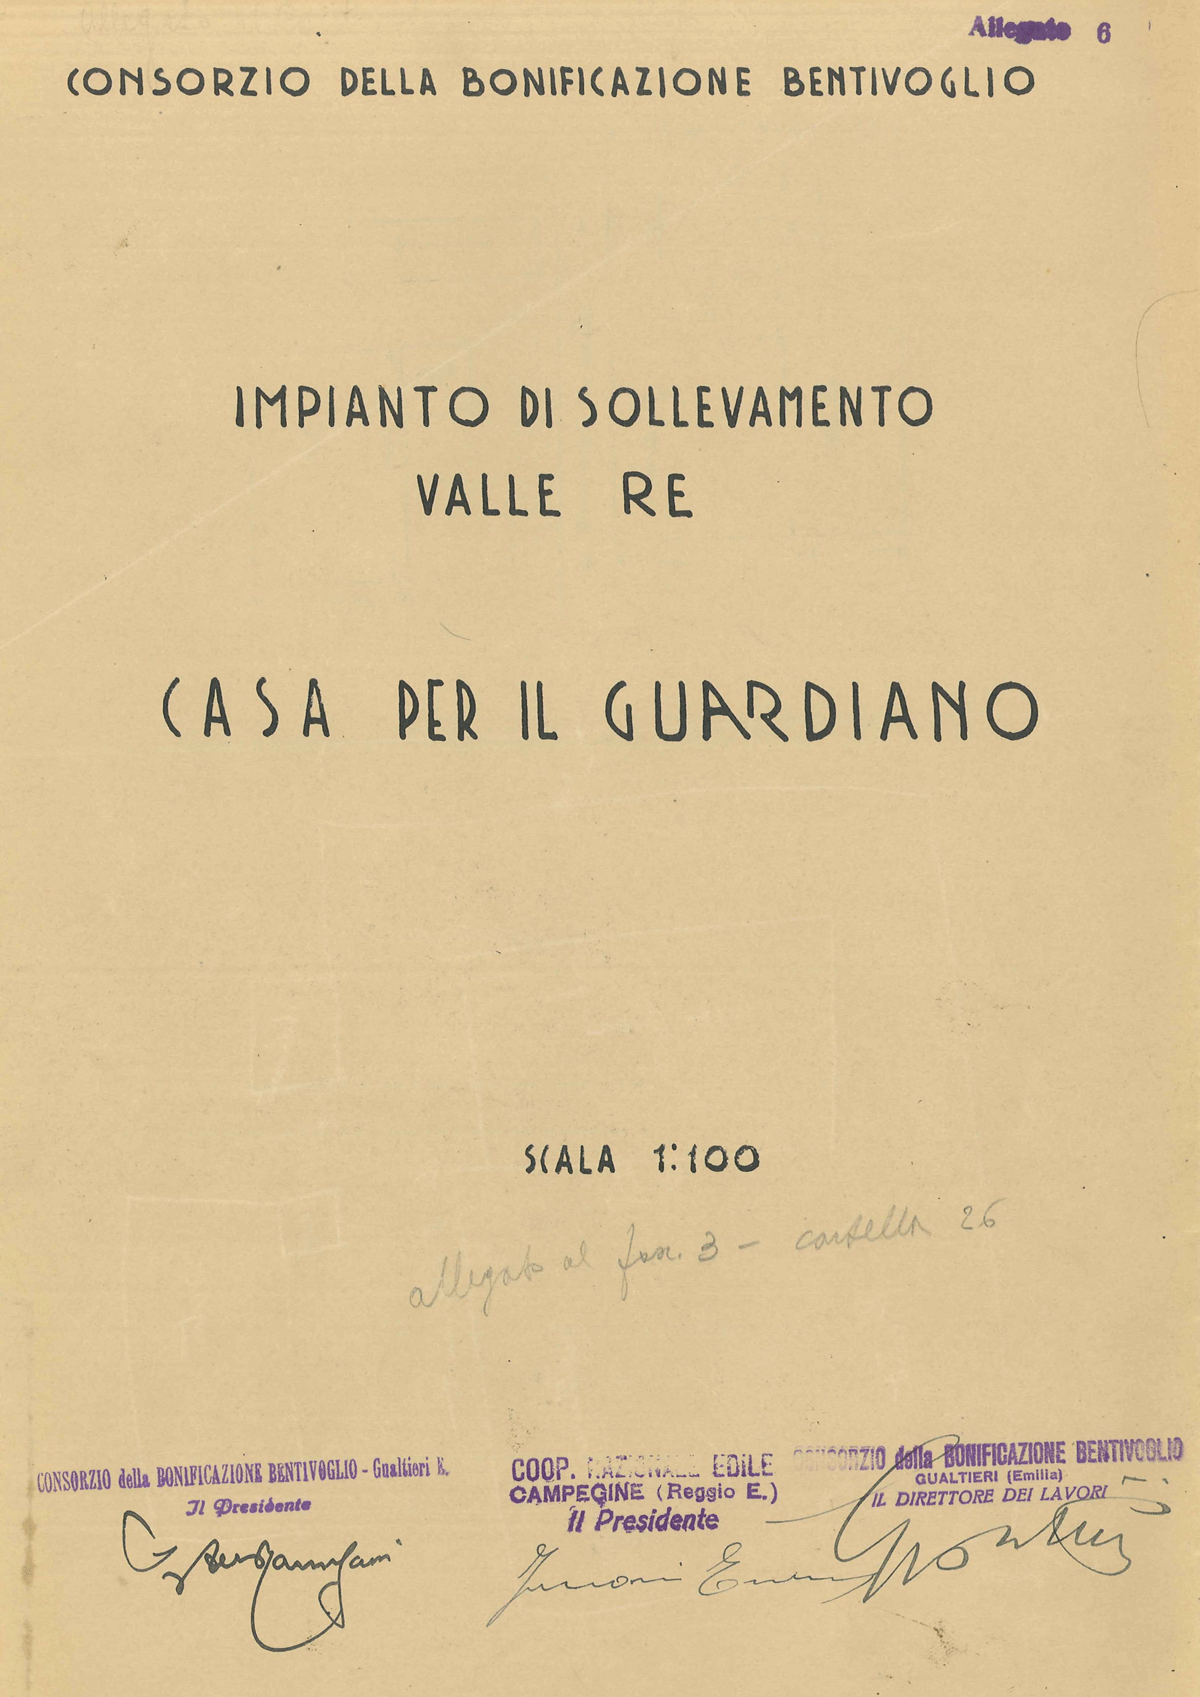 Allegato 6
CONSORZIO DELLA BONIFICAZIONE BENTIVOGLIO
IMPIANTO DI SOLLEVAMENTO
VALLE RE
CASA PER IL GUARDIANO
SCALA 1:100
allegato al fasc. 3 - cartella 26
CONSORZIO della BONIFICAZIONE BENTIVOGLIO - Gualtieri E.
Il Presidente
COOP. NAZIONALE EDILE
CAMPEGINE (Reggio E.)
Il Presidente
CONSORZIO della BONIFICAZIONE BENTIVOGLIO
GUALTIERI (Emilia)
IL DIRETTORE DEI LAVORI